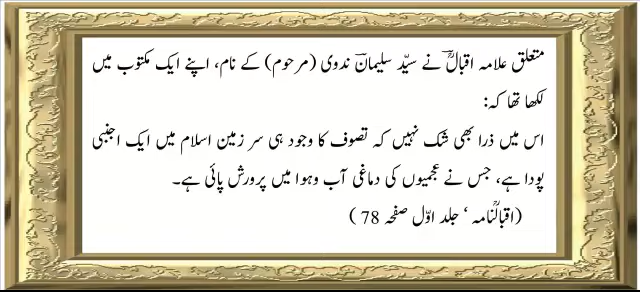 متعلق علامہ اقبالؒ نے سیّد سلیمانؔ ندوی (مرحوم) کے نام، اپنے ایک مکتوب میں
لکھا تھا کہ:
اس میں ذرا بھی شک نہیں کہ تصوف کا وجود ہی سر زمین اسلام میں ایک اجنبی
پودا ہے، جس نے عجمیوں کی دماغی آب وہوا میں پرورش پائی ہے۔
(اقبالؒنامہ ‘ جلد اوّل صفحہ 78 )